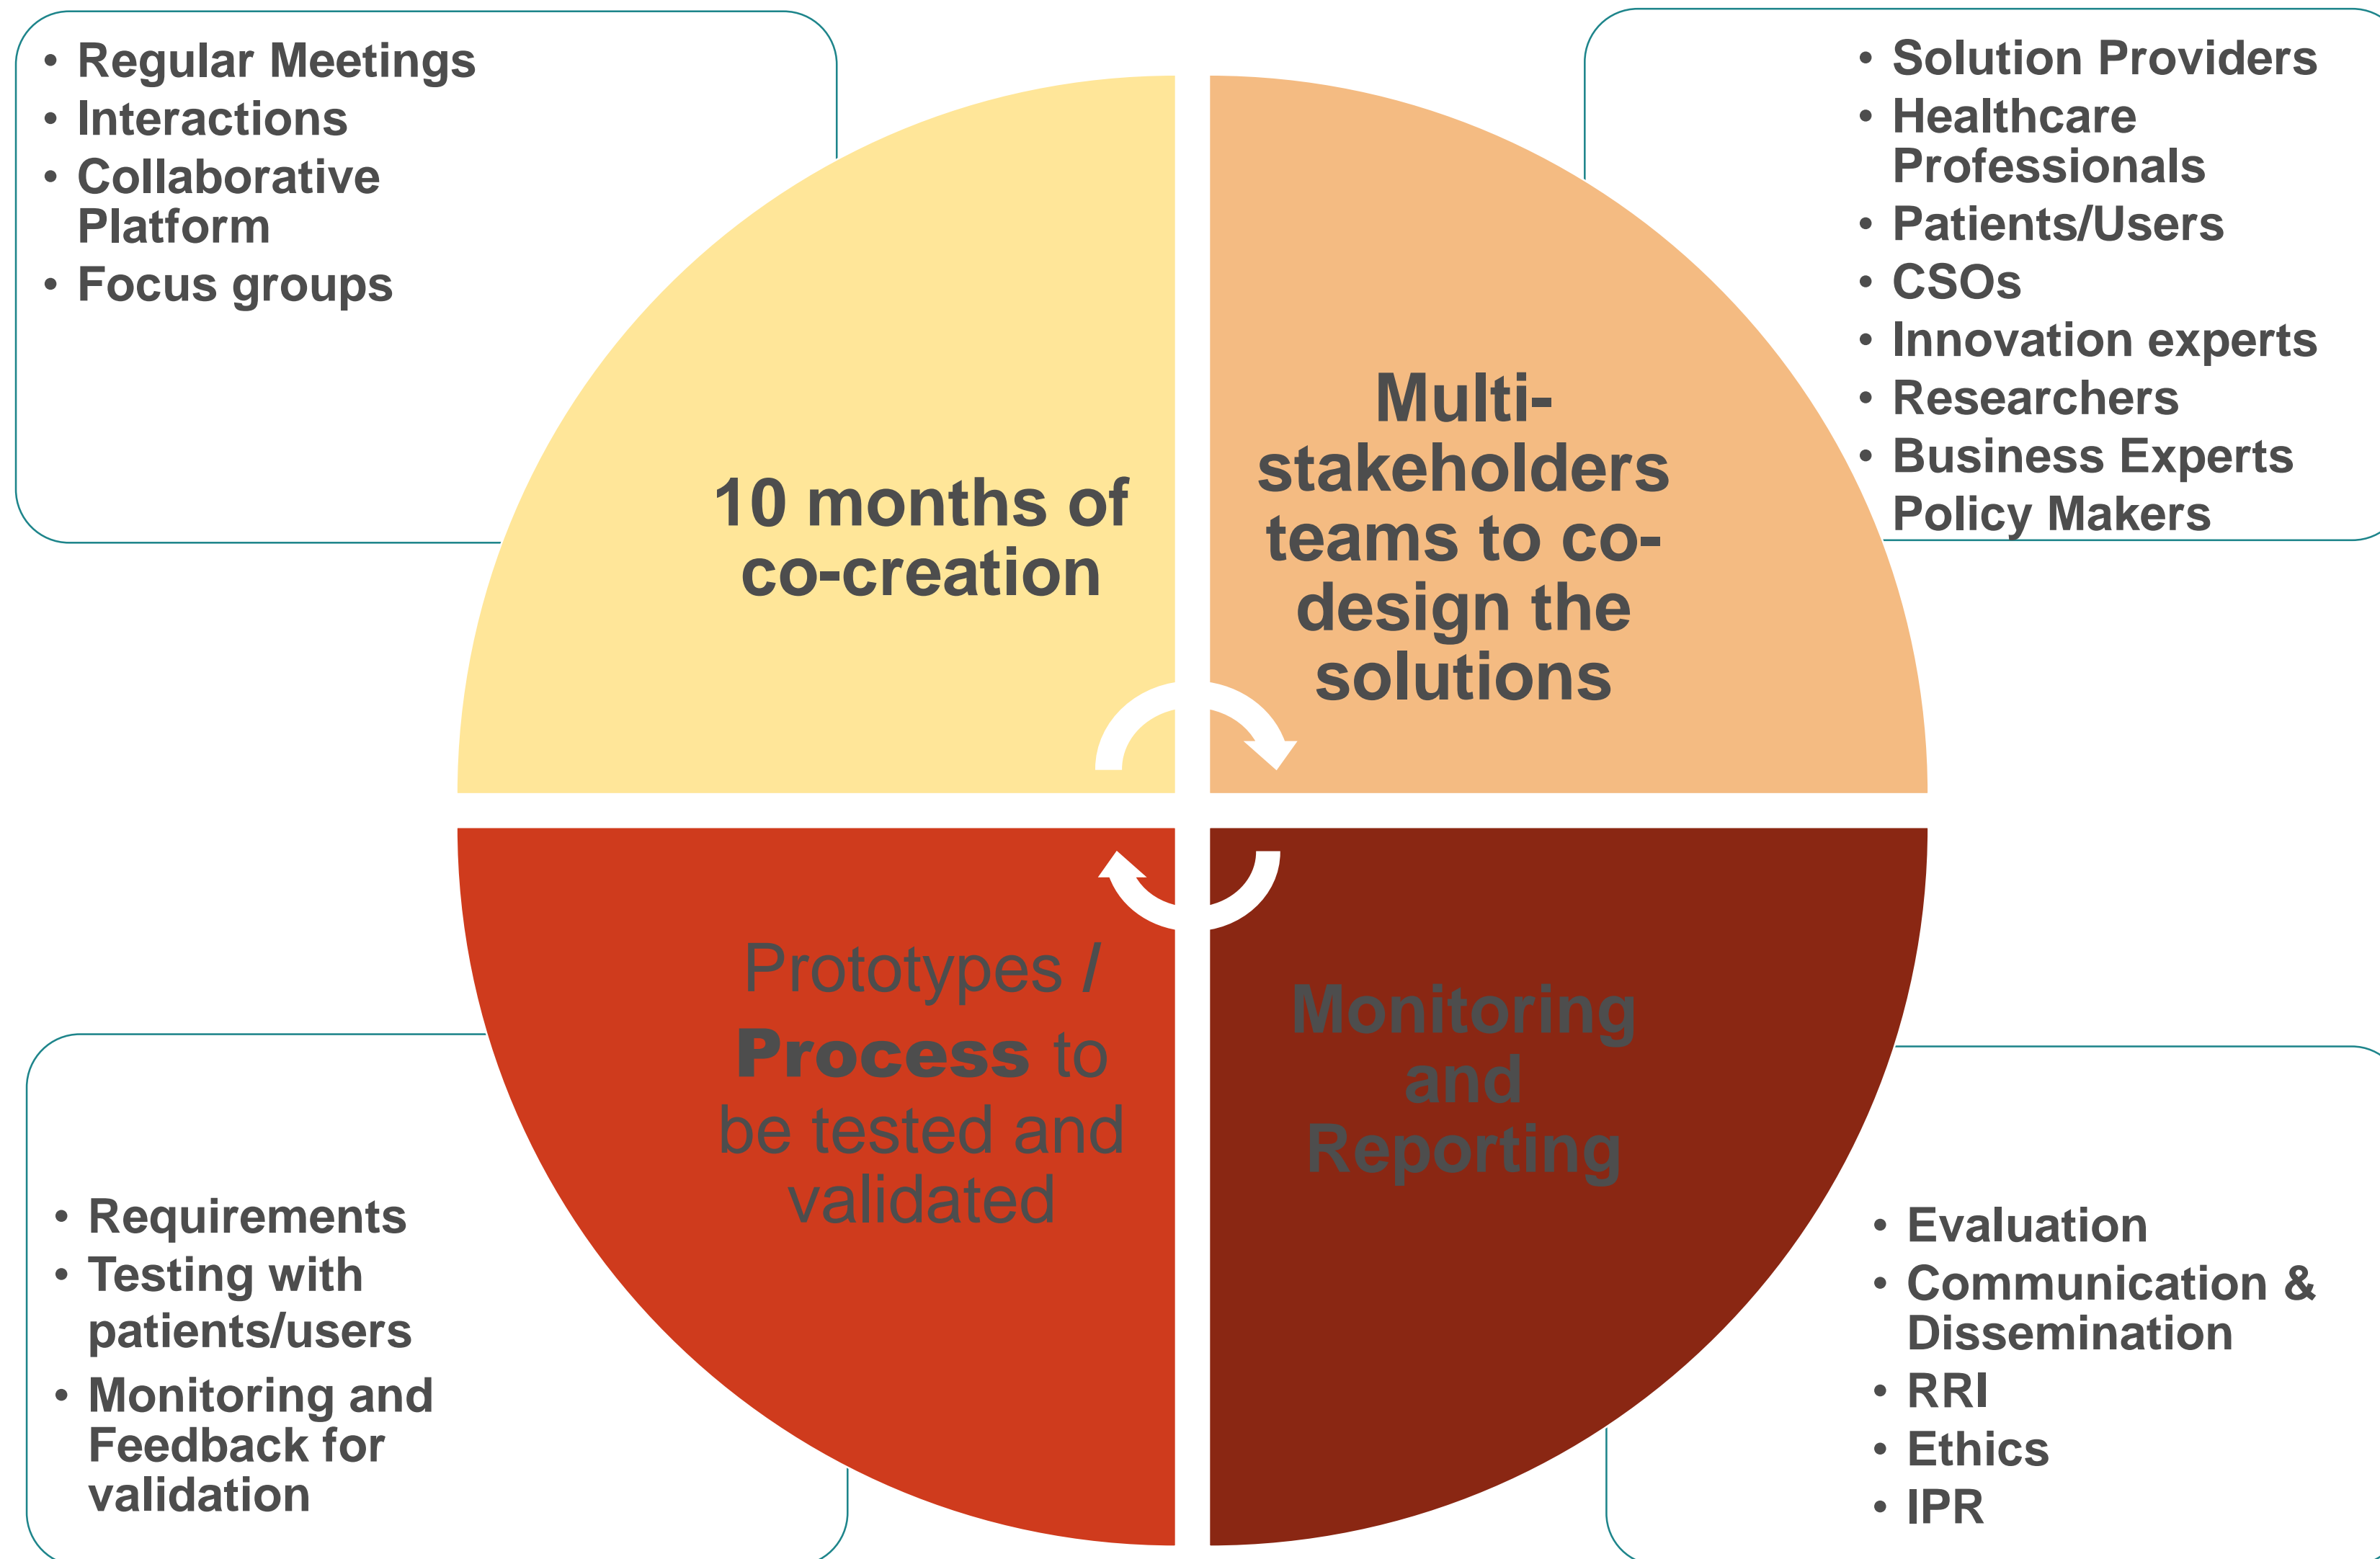 • Regular Meetings
• Interactions
• Collaborative
Platform
• Focus groups
10 months of
co-creation
• Solution Providers
• Healthcare
Professionals
• Patients/Users
• CSOs
• Innovation experts
• Researchers
• Business Experts
Policy Makers
Multi-
stakeholders
teams to co-
design the
solutions
Prototypes /
Process to
be tested and
validated
• Requirements
• Testing with
patients/users
• Monitoring and
Feedback for
validation
Monitoring
and
Reporting
• Evaluation
• Communication &
Dissemination
• RRI
• Ethics
• IPR